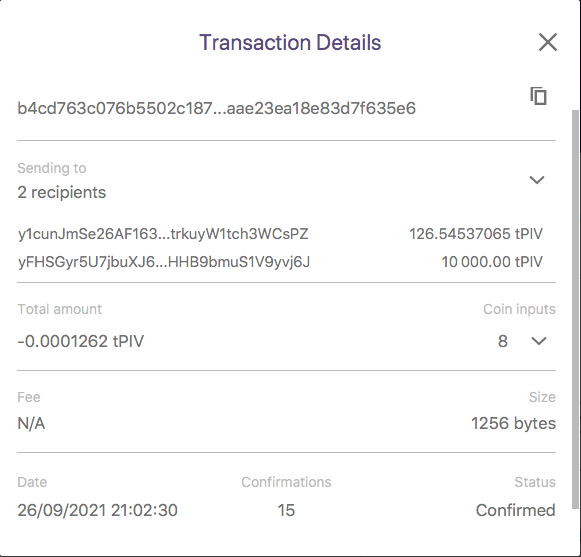 Transaction Details
b4cd763c076b5502c187...aae23ea18e83d7f635e6
Sending to
2 recipients
y1cunJmSe26AF163...trkuyW1tch3WCsPZ 126.54537065 tPIV
yFHSGyr5U7jbuXJ6...HHB9bmuS1V9yvj6J 10 000.00 tPIV
Total amount Coin inputs
-0.0001262 tPIV 8
Fee Size
N/A 1256 bytes
Date Confirmations Status
26/09/2021 21:02:30 15 Confirmed